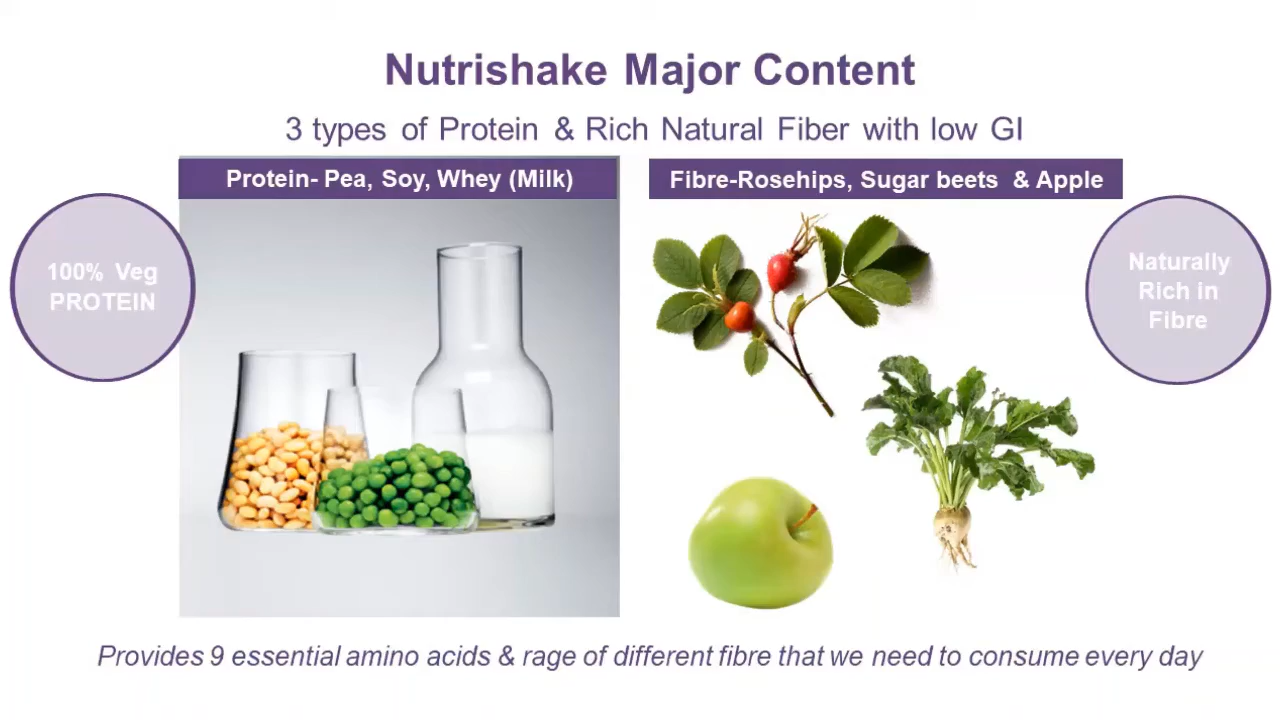 Nutrishake Major Content
3 types of Protein & Rich Natural Fiber with low GI
Protein- Pea, Soy, Whey (Milk)
Fibre-Rosehips, Sugar beets & Apple
100% Veg
PROTEIN
Naturally
Rich in
Fibre
Provides 9 essential amino acids & rage of different fibre that we need to consume every day